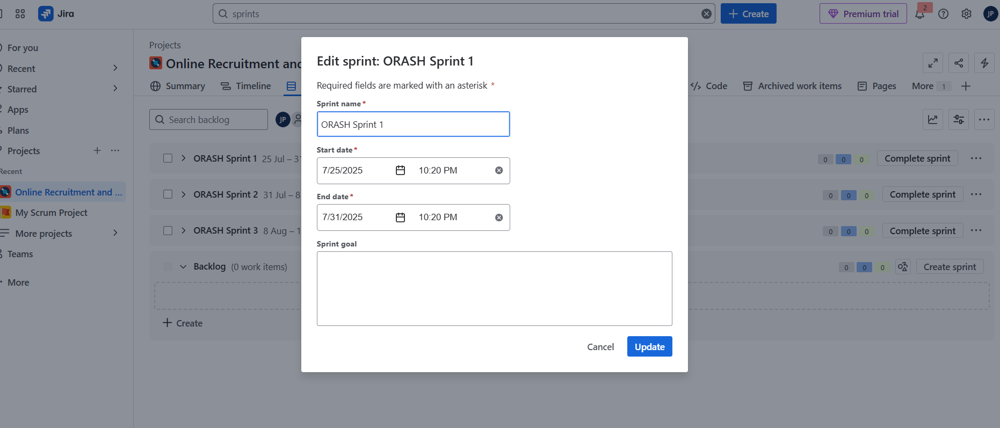 Jira
sprints
Create
Premium trial
2
JP
For you
Recent
Starred
Apps
Plans
Projects
Recent
Online Recruitment and ...
My Scrum Project
More projects
Teams
More
Projects
Online Recruitment and
Summary
Timeline
Code
Archived work items
Pages
More 1
Search backlog
JP
ORASH Sprint 1 25 Jul – 31
0 0 0 Complete sprint
ORASH Sprint 2 31 Jul – 8
0 0 0 Complete sprint
ORASH Sprint 3 8 Aug – 1
0 0 0 Complete sprint
Backlog (0 work items)
0 0 0 Create sprint
Create
Edit sprint: ORASH Sprint 1
Required fields are marked with an asterisk *
Sprint name*
ORASH Sprint 1
Start date*
7/25/2025 10:20 PM
End date*
7/31/2025 10:20 PM
Sprint goal
Cancel
Update